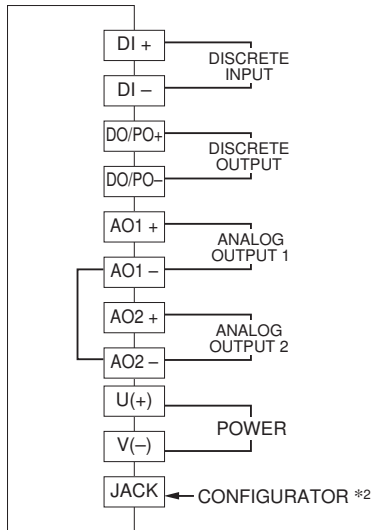 DI +
DISCRETE
INPUT
DI –
DO/PO+
DISCRETE
OUTPUT
DO/PO–
AO1 +
ANALOG
OUTPUT 1
AO1 –
AO2 +
ANALOG
OUTPUT 2
AO2 –
U(+)
POWER
V(–)
JACK
CONFIGURATOR *2